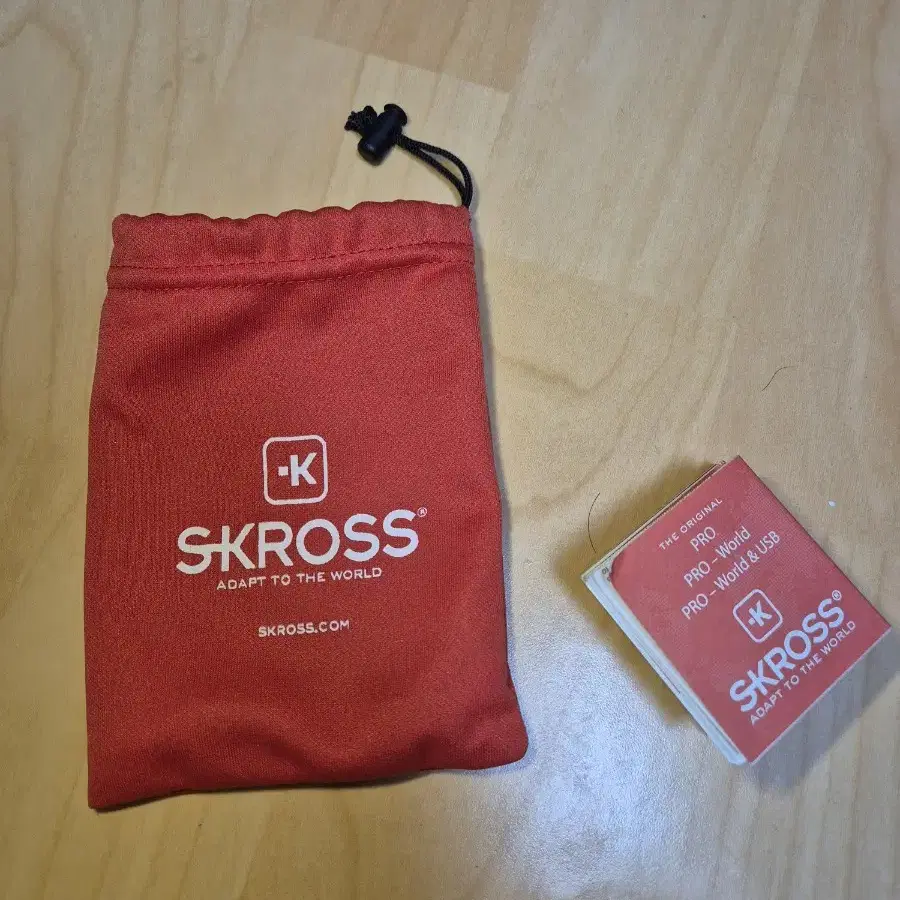 K
SKROSS®
ADAPT TO THE WORLD
SKROSS.COM
THE ORIGINAL
PRO
PRO – World
PRO – World & USB
K
SKROSS®
ADAPT TO THE WORLD